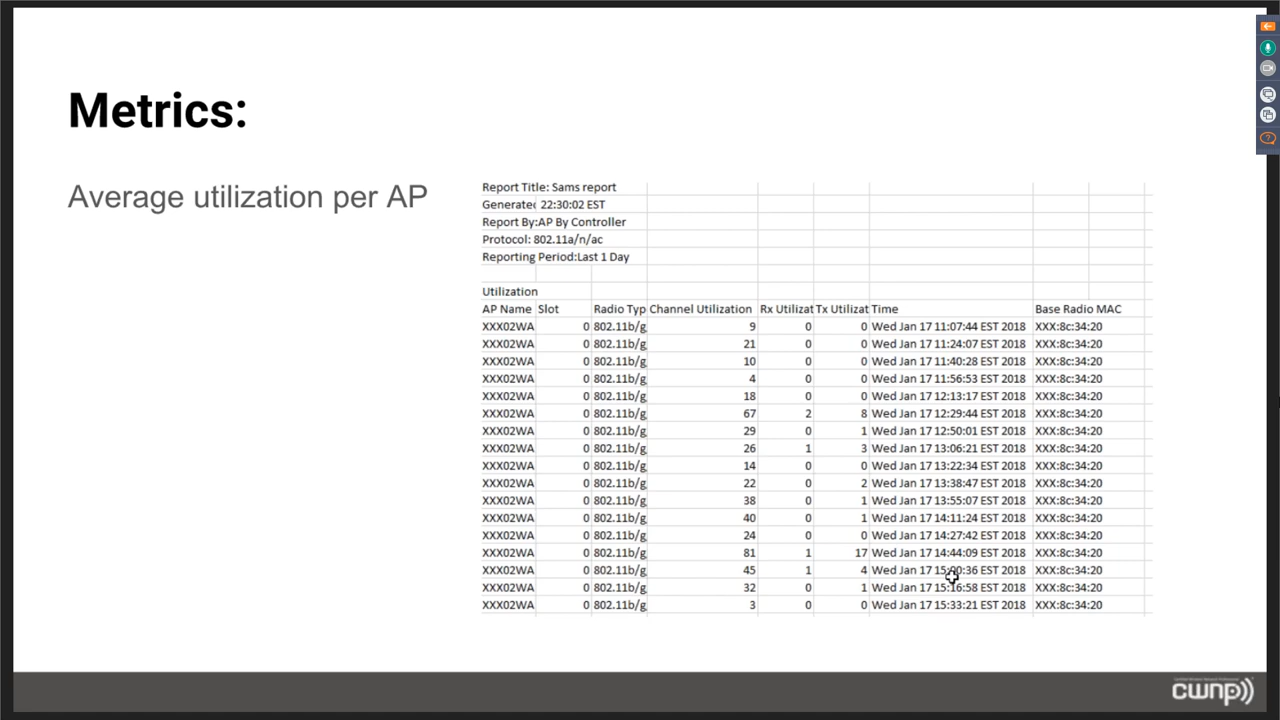 Metrics:
Average utilization per AP
Report Title: Sams report
Generated 22:30:02 EST
Report By:AP By Controller
Protocol: 802.11a/n/ac
Reporting Period:Last 1 Day
Utilization
AP Name Slot Radio Typ Channel Utilization Rx Utilizat Tx Utilizat Time Base Radio MAC
XXX02WA 0 802.11b/g 9 0 0 Wed Jan 17 11:07:44 EST 2018 XXX:8c:34:20
XXX02WA 0 802.11b/g 21 0 0 Wed Jan 17 11:24:07 EST 2018 XXX:8c:34:20
XXX02WA 0 802.11b/g 10 0 0 Wed Jan 17 11:40:28 EST 2018 XXX:8c:34:20
XXX02WA 0 802.11b/g 4 0 0 Wed Jan 17 11:56:53 EST 2018 XXX:8c:34:20
XXX02WA 0 802.11b/g 18 0 0 Wed Jan 17 12:13:17 EST 2018 XXX:8c:34:20
XXX02WA 0 802.11b/g 67 2 8 Wed Jan 17 12:29:44 EST 2018 XXX:8c:34:20
XXX02WA 0 802.11b/g 29 0 1 Wed Jan 17 12:50:01 EST 2018 XXX:8c:34:20
XXX02WA 0 802.11b/g 26 1 3 Wed Jan 17 13:06:21 EST 2018 XXX:8c:34:20
XXX02WA 0 802.11b/g 14 0 0 Wed Jan 17 13:22:34 EST 2018 XXX:8c:34:20
XXX02WA 0 802.11b/g 22 0 2 Wed Jan 17 13:38:47 EST 2018 XXX:8c:34:20
XXX02WA 0 802.11b/g 38 0 1 Wed Jan 17 13:55:07 EST 2018 XXX:8c:34:20
XXX02WA 0 802.11b/g 40 0 1 Wed Jan 17 14:11:24 EST 2018 XXX:8c:34:20
XXX02WA 0 802.11b/g 24 0 0 Wed Jan 17 14:27:42 EST 2018 XXX:8c:34:20
XXX02WA 0 802.11b/g 81 1 17 Wed Jan 17 14:44:09 EST 2018 XXX:8c:34:20
XXX02WA 0 802.11b/g 45 1 4 Wed Jan 17 EST 2018 XXX:8c:34:20
XXX02WA 0 802.11b/g 32 0 1 Wed Jan 17 15:16:58 EST 2018 XXX:8c:34:20
XXX02WA 0 802.11b/g 3 0 0 Wed Jan 17 15:33:21 EST 2018 XXX:8c:34:20
cwnp